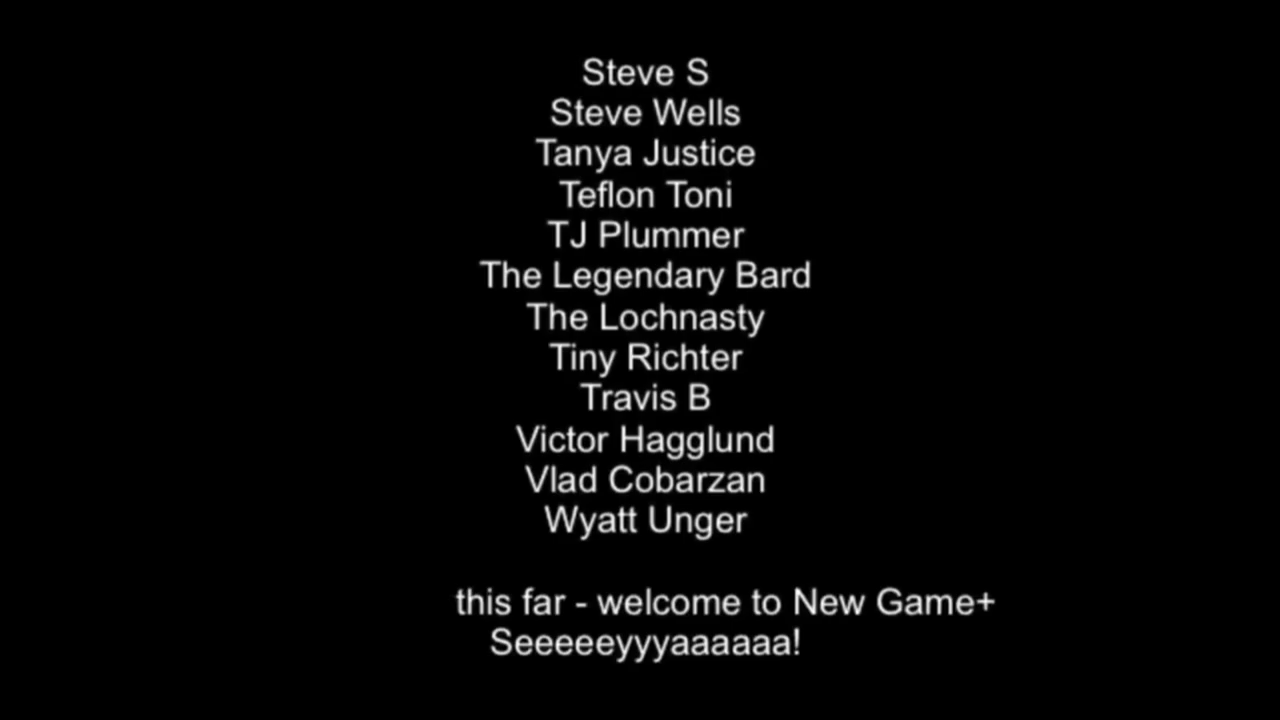 Steve S
Steve Wells
Tanya Justice
Teflon Toni
TJ Plummer
The Legendary Bard
The Lochnasty
Tiny Richter
Travis B
Victor Hagglund
Vlad Cobarzan
Wyatt Unger
this far - welcome to New Game+
Seeeeeyyyaaaaaa!